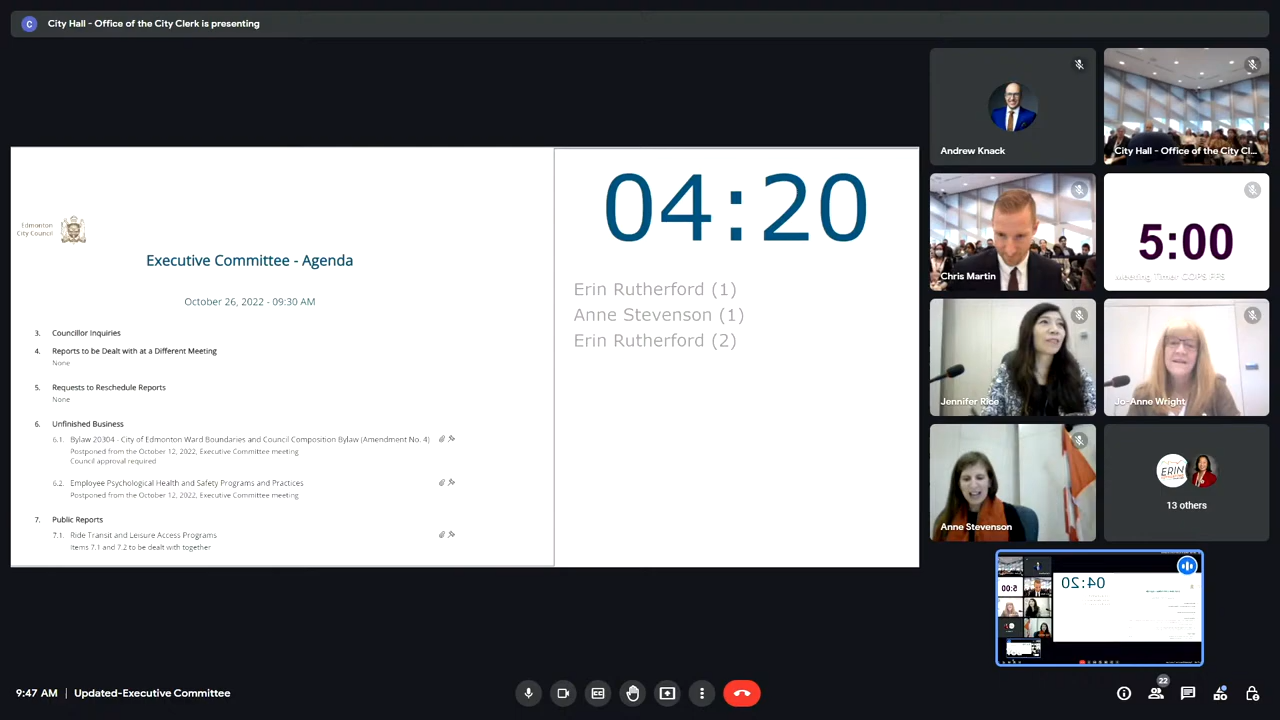 C City Hall - Office of the City Clerk is presenting
Edmonton
City Council
Executive Committee - Agenda
October 26, 2022 - 09:30 AM
3. Councillor Inquiries
4. Reports to be Dealt with at a Different Meeting
None
5. Requests to Reschedule Reports
None
6. Unfinished Business
6.1. Bylaw 20304 - City of Edmonton Ward Boundaries and Council Composition Bylaw (Amendment No. 4)
Postponed from the October 12, 2022, Executive Committee meeting
Council approval required
6.2. Employee Psychological Health and Safety Programs and Practices
Postponed from the October 12, 2022, Executive Committee meeting
7. Public Reports
7.1. Ride Transit and Leisure Access Programs
Items 7.1 and 7.2 to be dealt with together
04:20
Erin Rutherford (1)
Anne Stevenson (1)
Erin Rutherford (2)
Andrew Knack
City Hall - Office of the City Cl...
Chris Martin
5:00
Meeting Timer
Jennifer Rice
Jo-Anne Wright
Anne Stevenson
ERIN
13 others
5:00
04:20
9:47 AM | Updated-Executive Committee
22